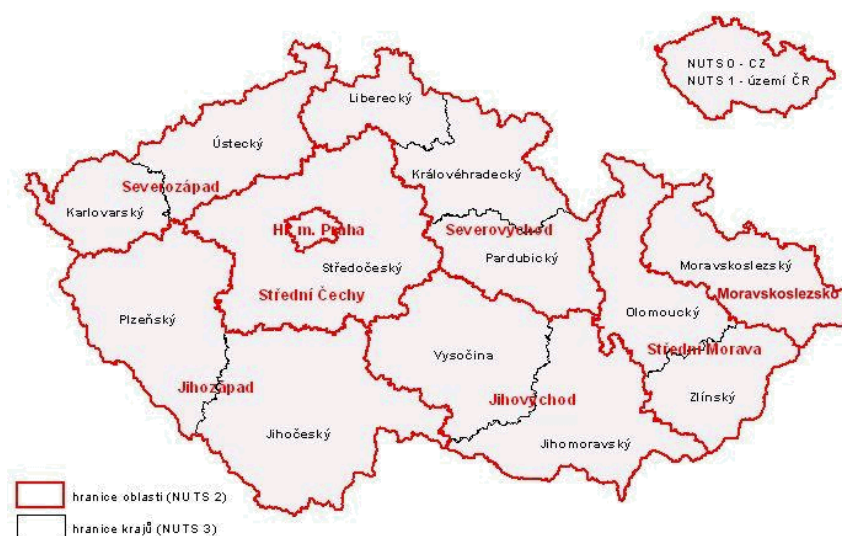 NUTS 0 - CZ
NUTS 1 - území ČR
Liberecký
Ústecký
Královéhradecký
Severozápad
Karlovarský
Hl. m. Praha
Severovýchod
Pardubický
Středočeský
Moravskoslezský
Střední Čechy
Moravskoslezsko
Plzeňský
Olomoucký
Střední Morava
Vysočina
Jihozápad
Jihovýchod
Zlínský
Jihočeský
Jihomoravský
hranice oblastí (NUTS 2)
hranice krajů (NUTS 3)